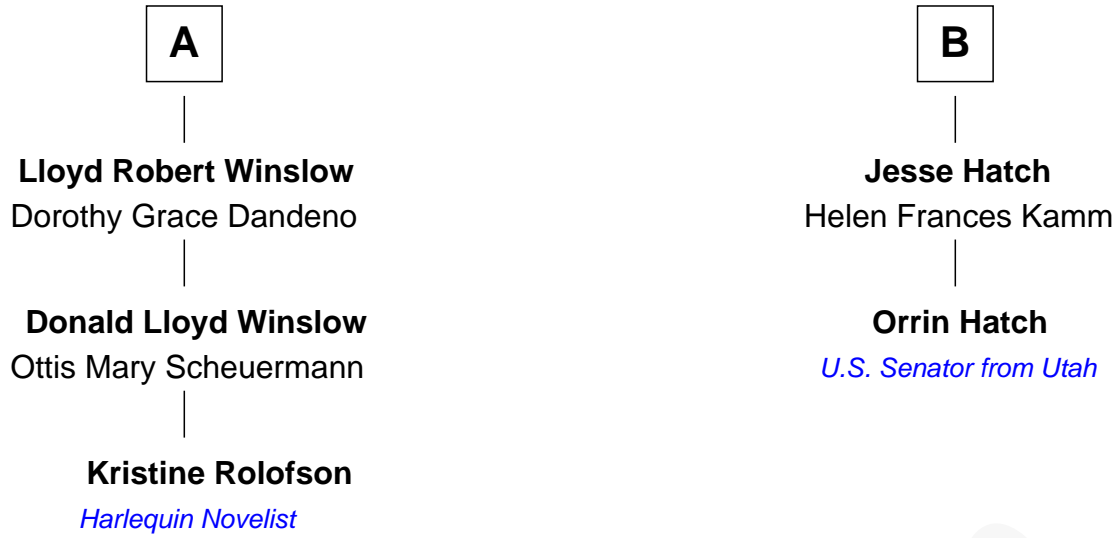 A
B
Lloyd Robert Winslow
Dorothy Grace Dandeno
Jesse Hatch
Helen Frances Kamm
Donald Lloyd Winslow
Ottis Mary Scheuermann
Orrin Hatch
U.S. Senator from Utah
Kristine Rolofson
Harlequin Novelist